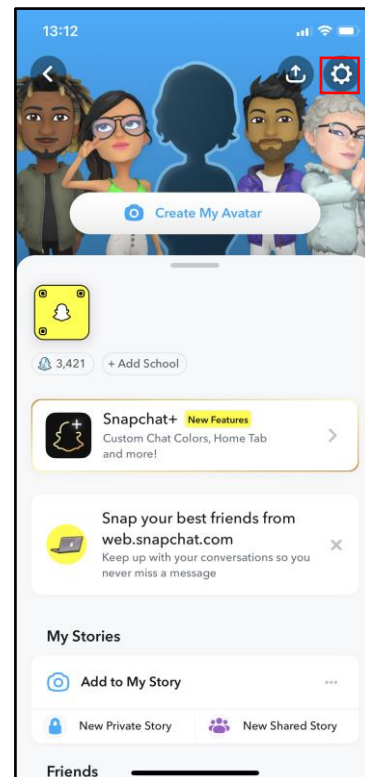 13:12
Create My Avatar
3,421
+ Add School
Snapchat+ New Features
Custom Chat Colors, Home Tab
and more!
Snap your best friends from
web.snapchat.com
Keep up with your conversations so you
never miss a message
My Stories
Add to My Story
New Private Story
New Shared Story
Friends